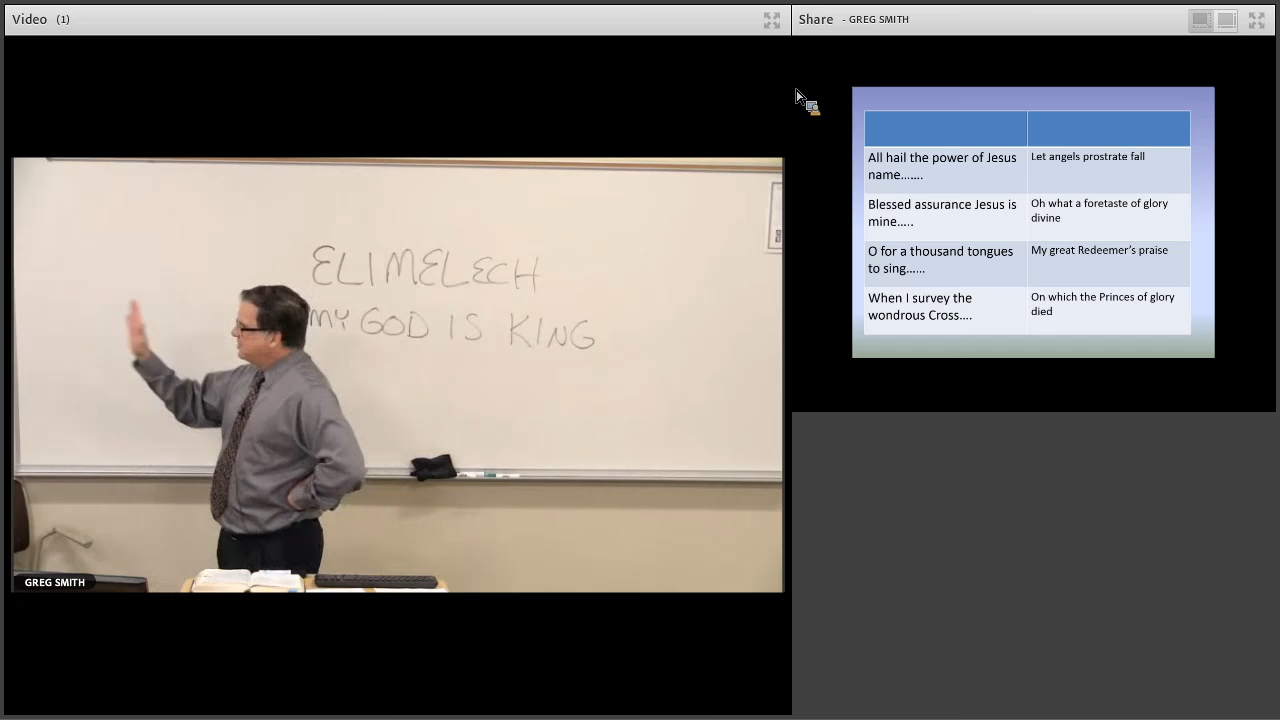 Video (1)
Share - GREG SMITH
ELIMELECH
MY GOD IS KING
GREG SMITH
All hail the power of Jesus
name…….
Let angels prostrate fall
Blessed assurance Jesus is
mine…..
Oh what a foretaste of glory
divine
O for a thousand tongues
to sing……
My great Redeemer's praise
When I survey the
wondrous Cross….
On which the Princes of glory
died